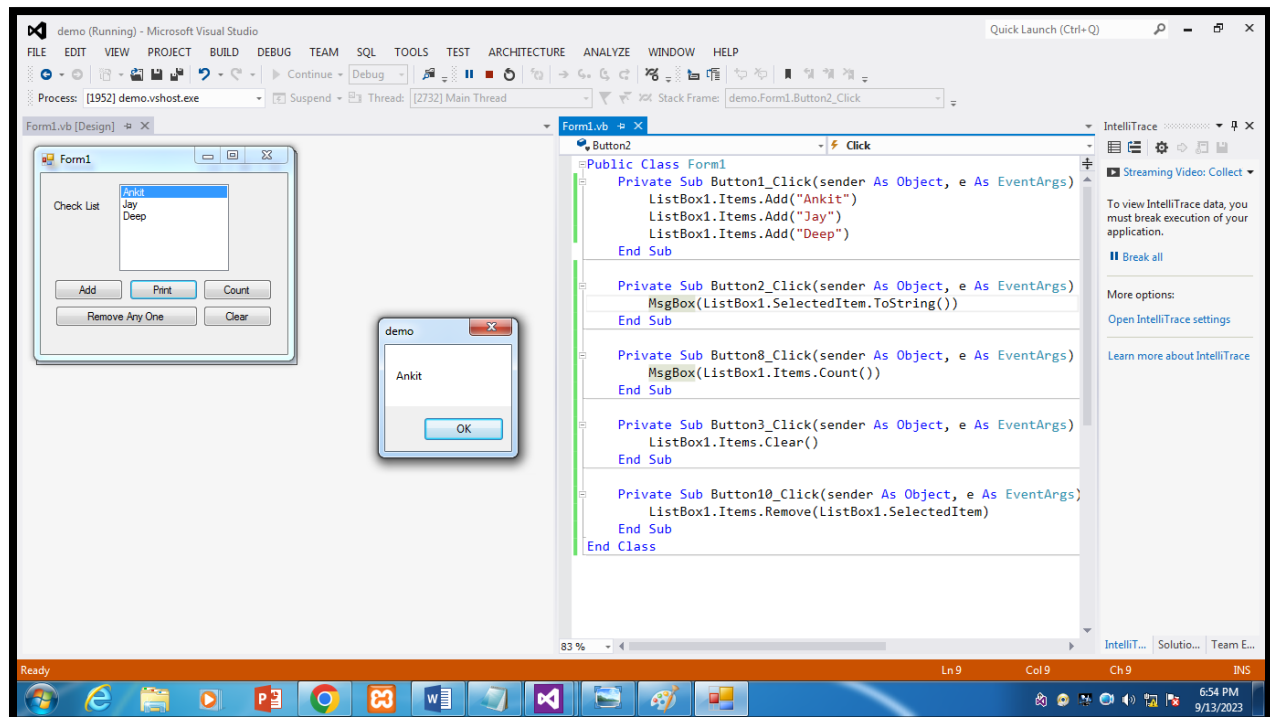 demo (Running) - Microsoft Visual Studio
Quick Launch (Ctrl+Q)
FILE EDIT VIEW PROJECT BUILD DEBUG TEAM SQL TOOLS TEST ARCHITECTURE ANALYZE WINDOW HELP
Continue Debug
Process: [1952] demo.vshost.exe Suspend Thread: [2732] Main Thread Stack Frame: demo.Form1.Button2_Click
Form1.vb [Design]
Form1
Check List
Ankit
Jay
Deep
Add Print Count
Remove Any One Clear
demo
Ankit
OK
Form1.vb
Button2 Click
Public Class Form1
Private Sub Button1_Click(sender As Object, e As EventArgs)
ListBox1.Items.Add("Ankit")
ListBox1.Items.Add("Jay")
ListBox1.Items.Add("Deep")
End Sub
Private Sub Button2_Click(sender As Object, e As EventArgs)
MsgBox(ListBox1.SelectedItem.ToString())
End Sub
Private Sub Button8_Click(sender As Object, e As EventArgs)
MsgBox(ListBox1.Items.Count())
End Sub
Private Sub Button3_Click(sender As Object, e As EventArgs)
ListBox1.Items.Clear()
End Sub
Private Sub Button10_Click(sender As Object, e As EventArgs)
ListBox1.Items.Remove(ListBox1.SelectedItem)
End Sub
End Class
83 %
IntelliTrace
Streaming Video: Collect
To view IntelliTrace data, you
must break execution of your
application.
Break all
More options:
Open IntelliTrace settings
Learn more about IntelliTrace
IntelliT... Solutio... Team E...
Ready Ln 9 Col 9 Ch 9 INS
6:54 PM
9/13/2023